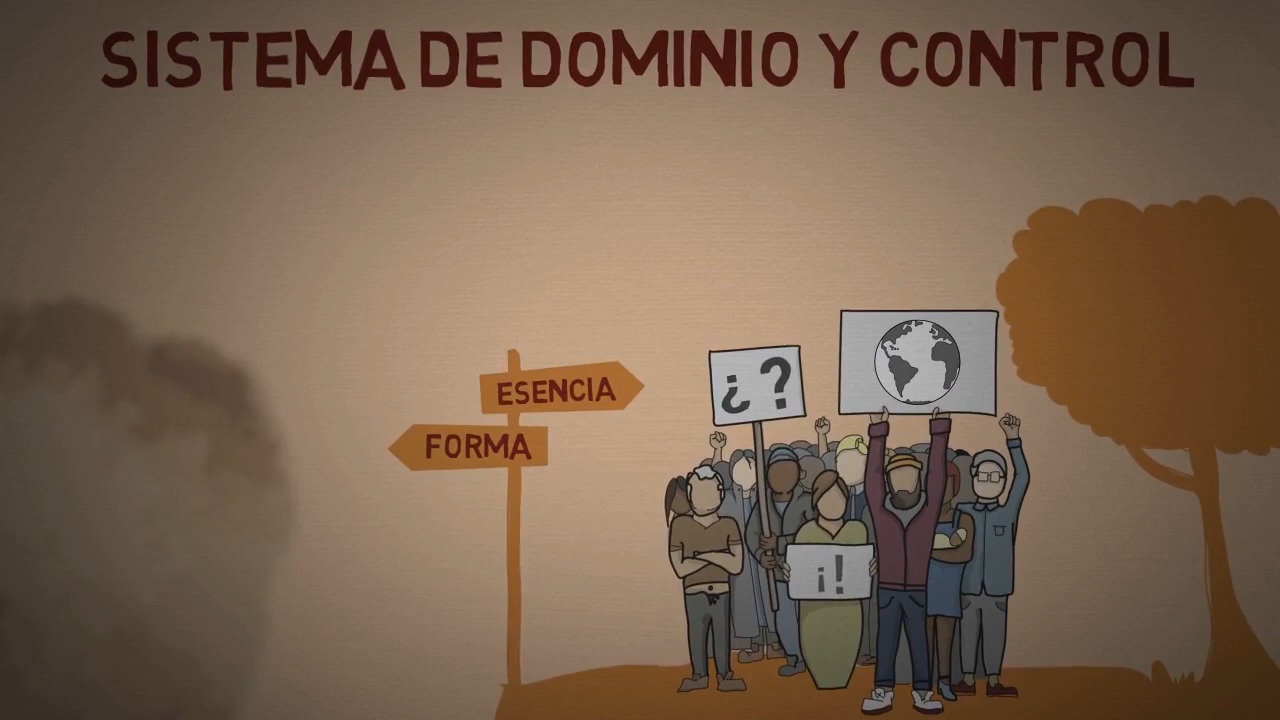 SISTEMA DE DOMINIO Y CONTROL
ESENCIA
FORMA
¿?
¡!